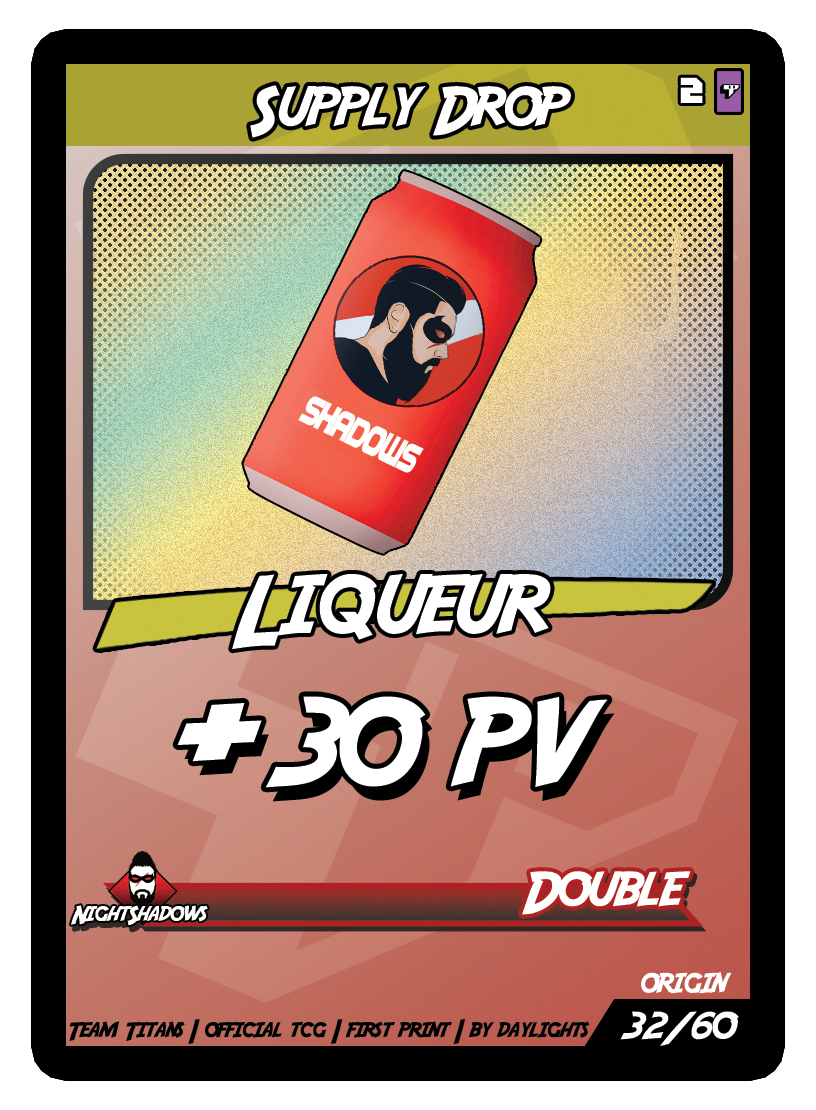 SUPPLY DROP
2
SHADOWS
LIQUEUR
+30 PV
NIGHTSHADOWS
DOUBLE
ORIGIN
TEAM TITANS | OFFICIAL TCG | FIRST PRINT | BY DAYLIGHTS
32/60